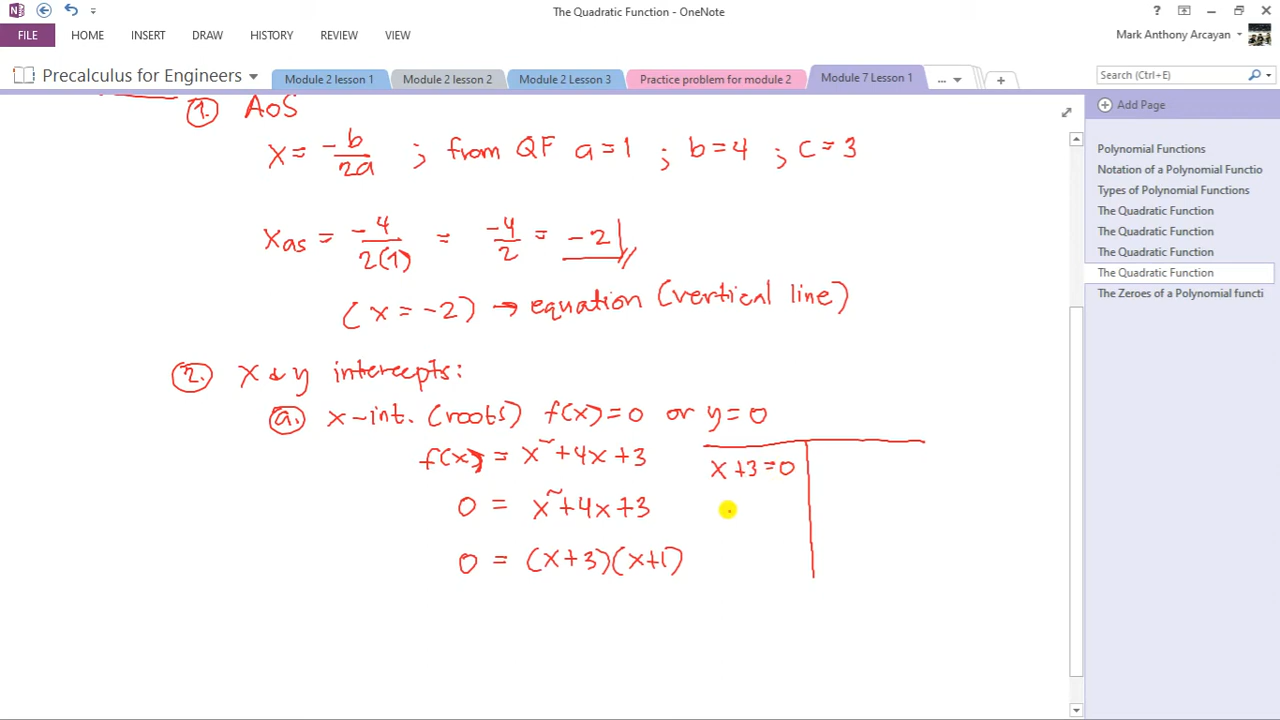 The Quadratic Function - OneNote
FILE HOME INSERT DRAW HISTORY REVIEW VIEW
Mark Anthony Arcayan
Precalculus for Engineers
Module 2 lesson 1
Module 2 lesson 2
Module 2 Lesson 3
Practice problem for module 2
Module 7 Lesson 1
...
Search (Ctrl+E)
Add Page
Polynomial Functions
Notation of a Polynomial Functio
Types of Polynomial Functions
The Quadratic Function
The Quadratic Function
The Quadratic Function
The Quadratic Function
The Zeroes of a Polynomial functi
1. AoS
x = -b/2a ; from QF a=1 ; b=4 ; c=3
xas = -4/2(1) = -4/2 = -2
(x = -2) → equation (vertical line)
2. x & y intercepts:
a. x-int. (roots) f(x)=0 or y=0
f(x) = x² +4x +3
0 = x² +4x +3
0 = (x+3)(x+1)
x +3 =0